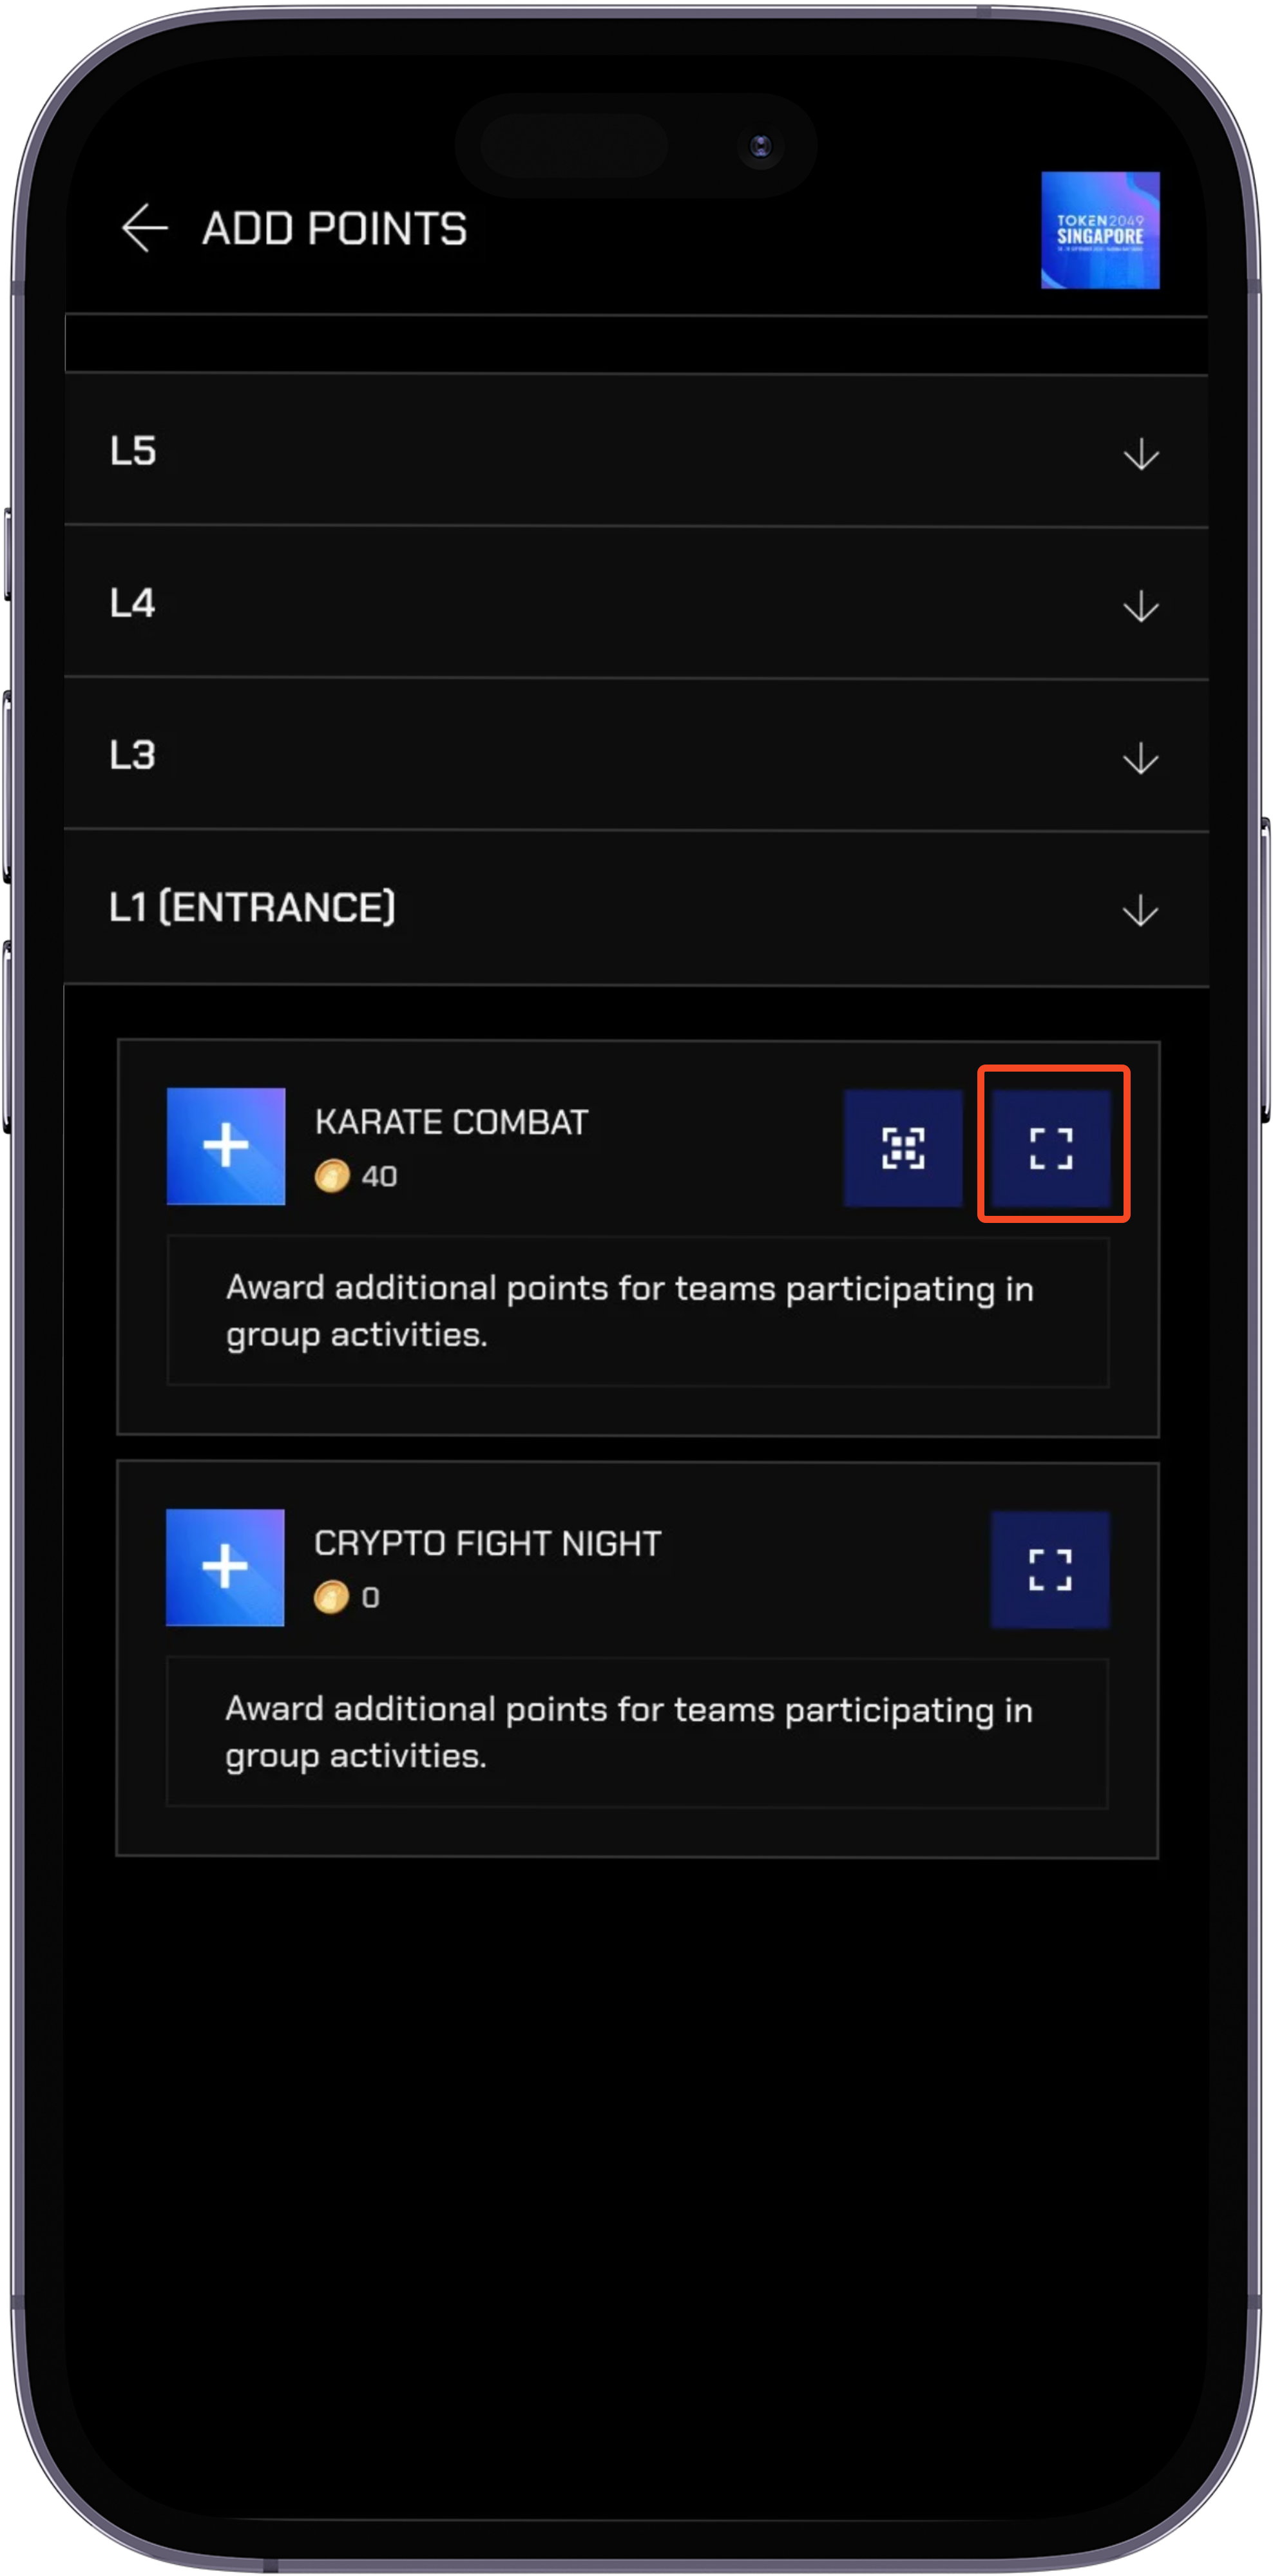 ADD POINTS
TOKEN2049
SINGAPORE
L5
L4
L3
L1 (ENTRANCE)
KARATE COMBAT
40
Award additional points for teams participating in
group activities.
CRYPTO FIGHT NIGHT
0
Award additional points for teams participating in
group activities.